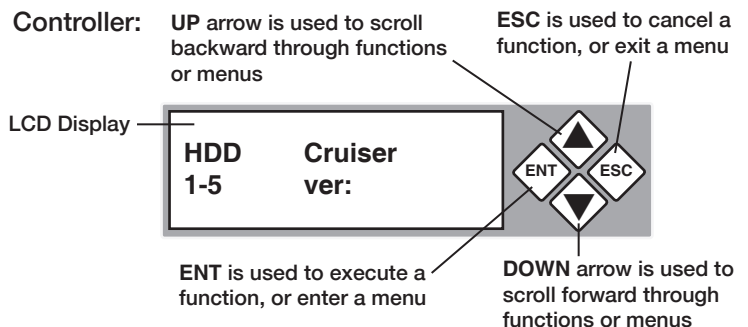 Controller:
UP arrow is used to scroll
backward through functions
or menus
ESC is used to cancel a
function, or exit a menu
LCD Display
HDD Cruiser
1-5 ver:
ENT
ESC
ENT is used to execute a
function, or enter a menu
DOWN arrow is used to
scroll forward through
functions or menus